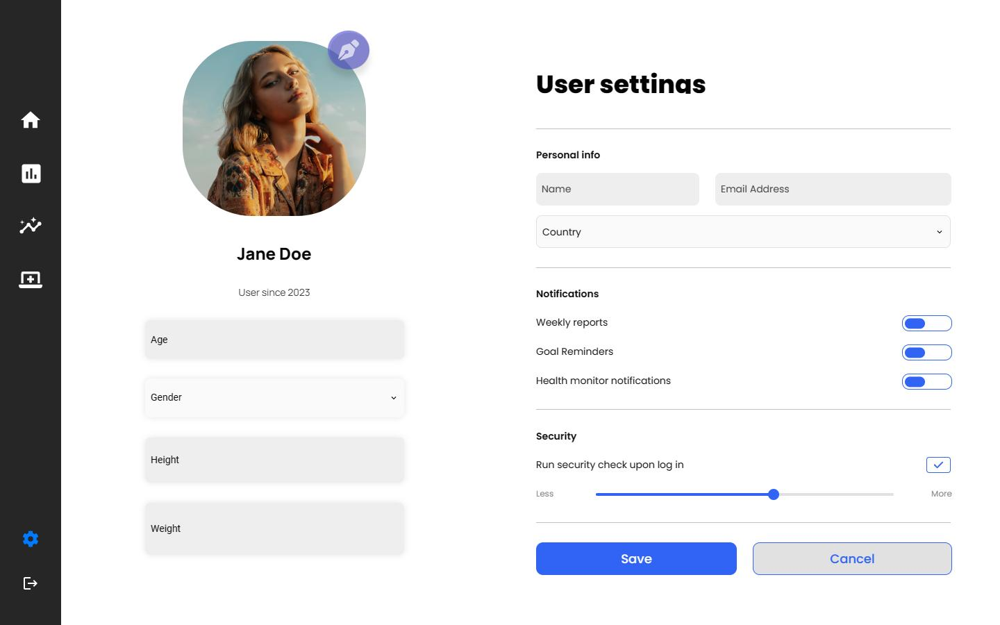 Jane Doe
User since 2023
Age
Gender
Height
Weight
User settings
Personal info
Name
Email Address
Country
Notifications
Weekly reports
Goal Reminders
Health monitor notifications
Security
Run security check upon log in
Less
More
Save
Cancel